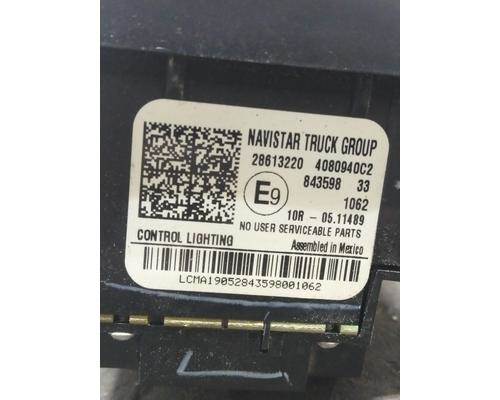 NAVISTAR TRUCK GROUP
28613220 4080940C2
843598 33
1062
E9
10R - 05.11489
NO USER SERVICEABLE PARTS
CONTROL LIGHTING Assembled in Mexico
LCMA19052843598001062